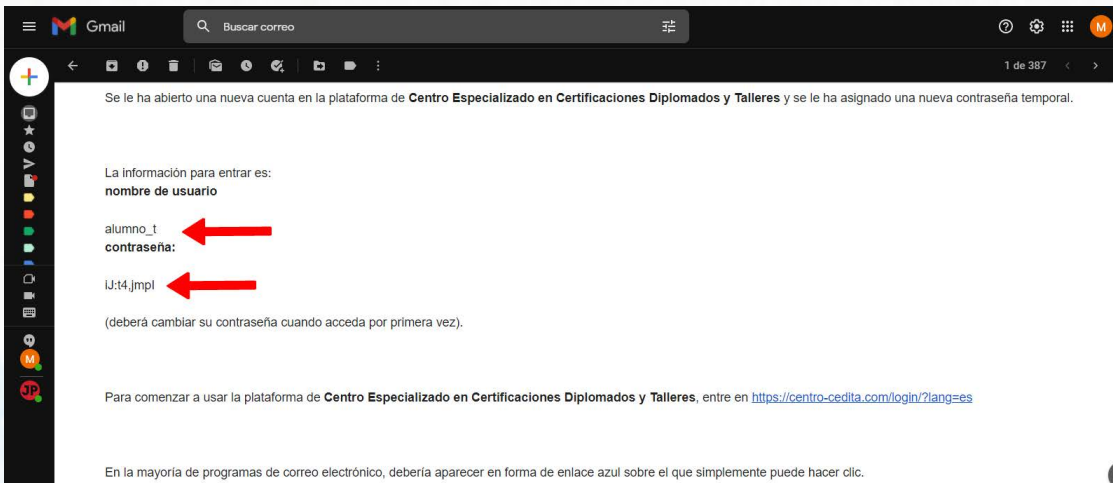 Gmail
Buscar correo
M
1 de 387
Se le ha abierto una nueva cuenta en la plataforma de Centro Especializado en Certificaciones Diplomados y Talleres y se le ha asignado una nueva contraseña temporal.
La información para entrar es:
nombre de usuario
alumno_t
contraseña:
iJ:t4,jmpI
(deberá cambiar su contraseña cuando acceda por primera vez).
M
JP
Para comenzar a usar la plataforma de Centro Especializado en Certificaciones Diplomados y Talleres, entre en https://centro-cedita.com/login/?lang=es
En la mayoría de programas de correo electrónico, debería aparecer en forma de enlace azul sobre el que simplemente puede hacer clic.